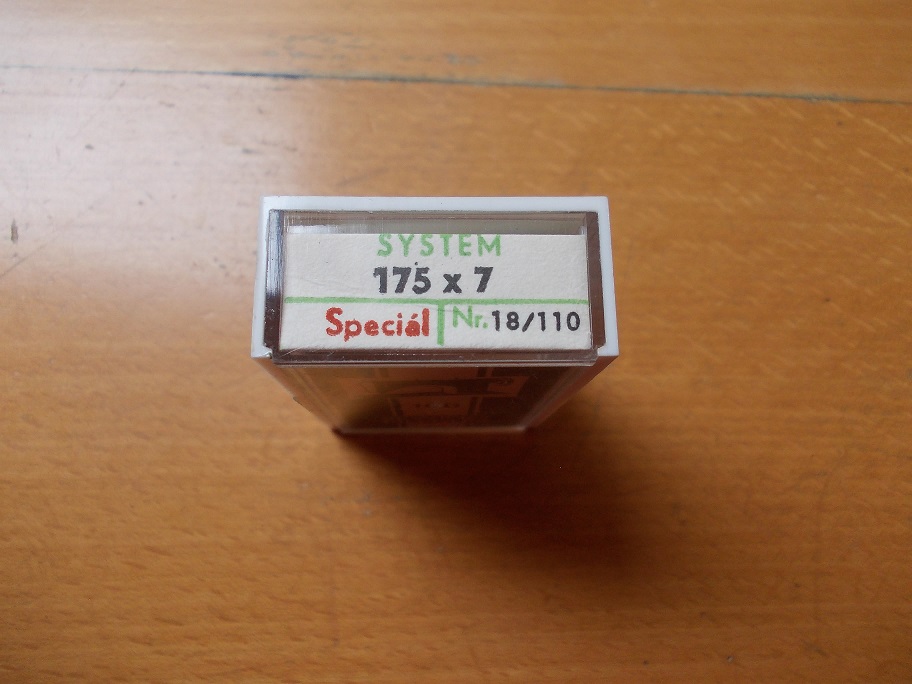 SYSTEM
175 x 7
Speciál Nr. 18/110